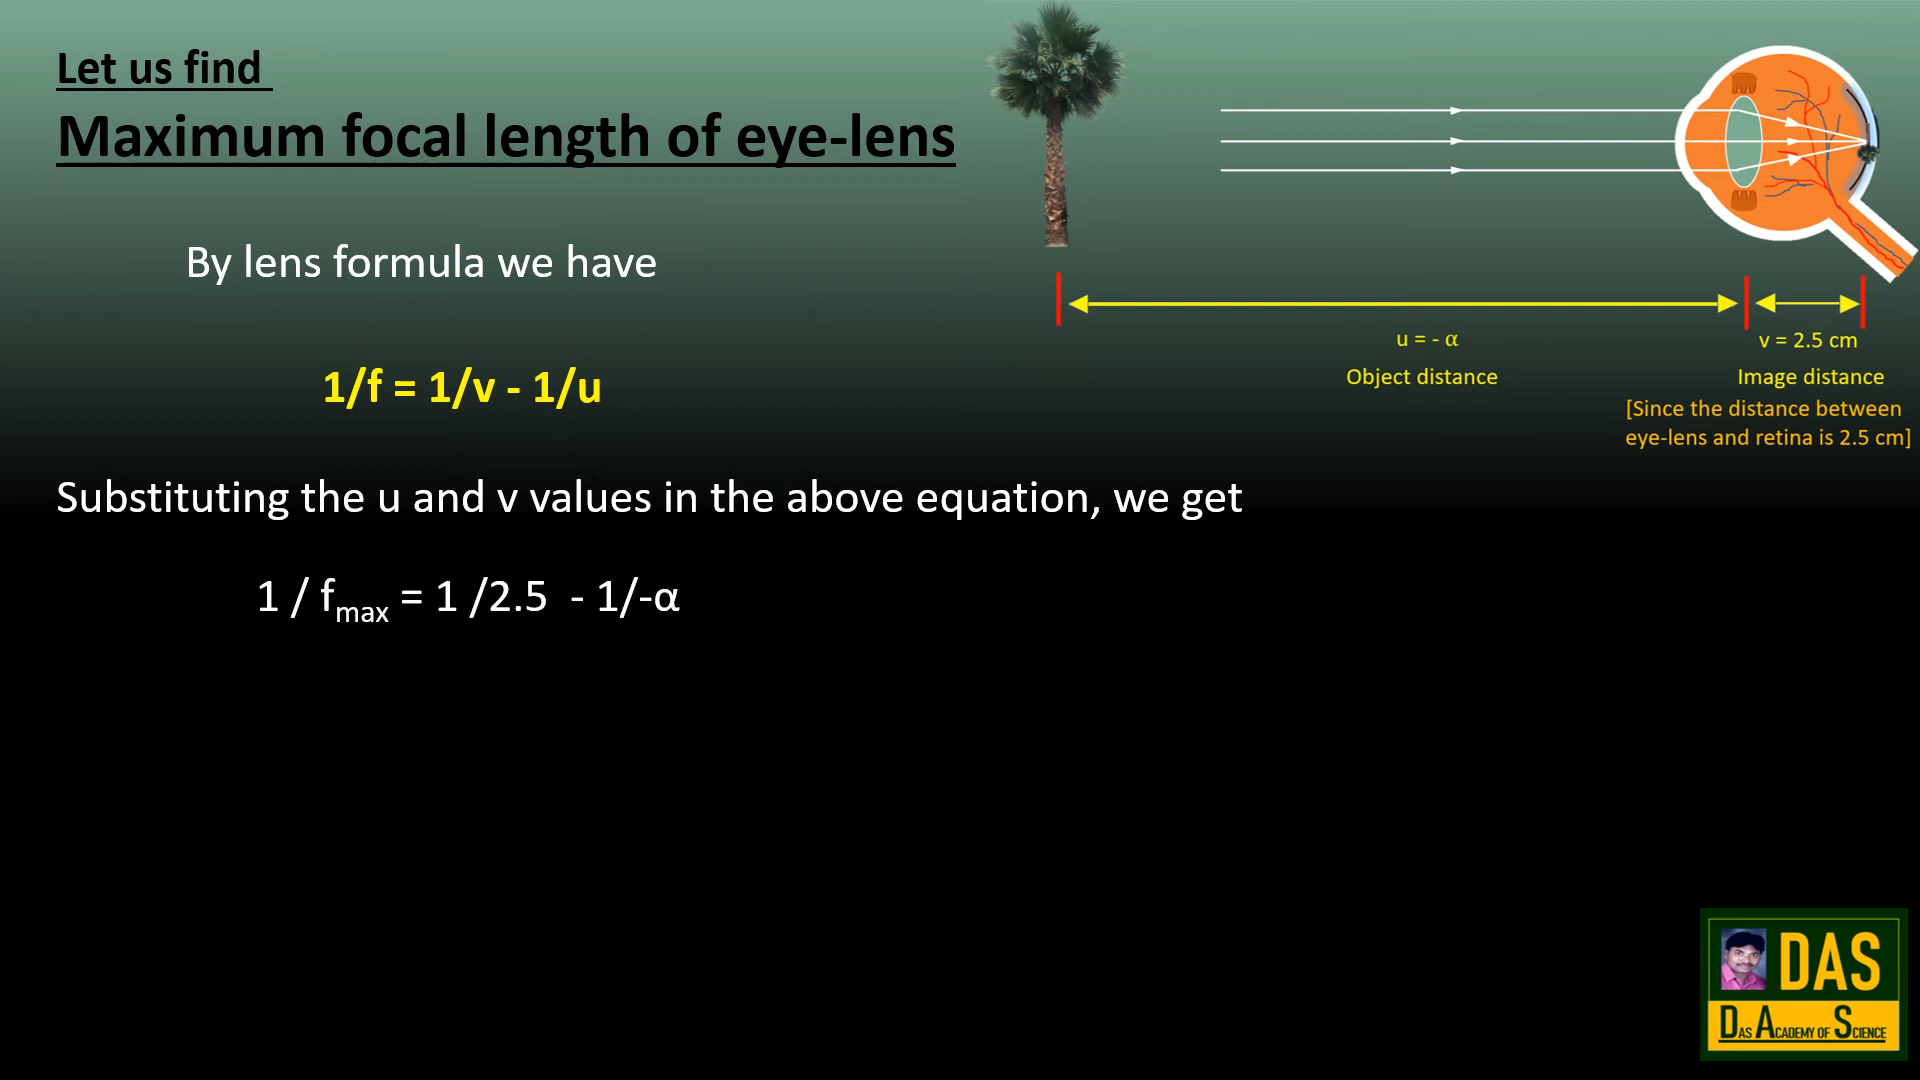 Let us find
Maximum focal length of eye-lens
By lens formula we have
1/f = 1/v - 1/u
u = - α
Object distance
v = 2.5 cm
Image distance
[Since the distance between
eye-lens and retina is 2.5 cm]
Substituting the u and v values in the above equation, we get
1 / fmax = 1 /2.5 - 1/-α
DAS
DAS ACADEMY OF SCIENCE